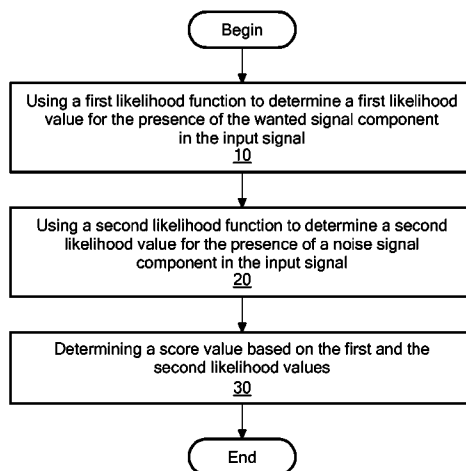 Begin
Using a first likelihood function to determine a first likelihood
value for the presence of the wanted signal component
in the input signal
10
Using a second likelihood function to determine a second
likelihood value for the presence of a noise signal
component in the input signal
20
Determining a score value based on the first and the
second likelihood values
30
End